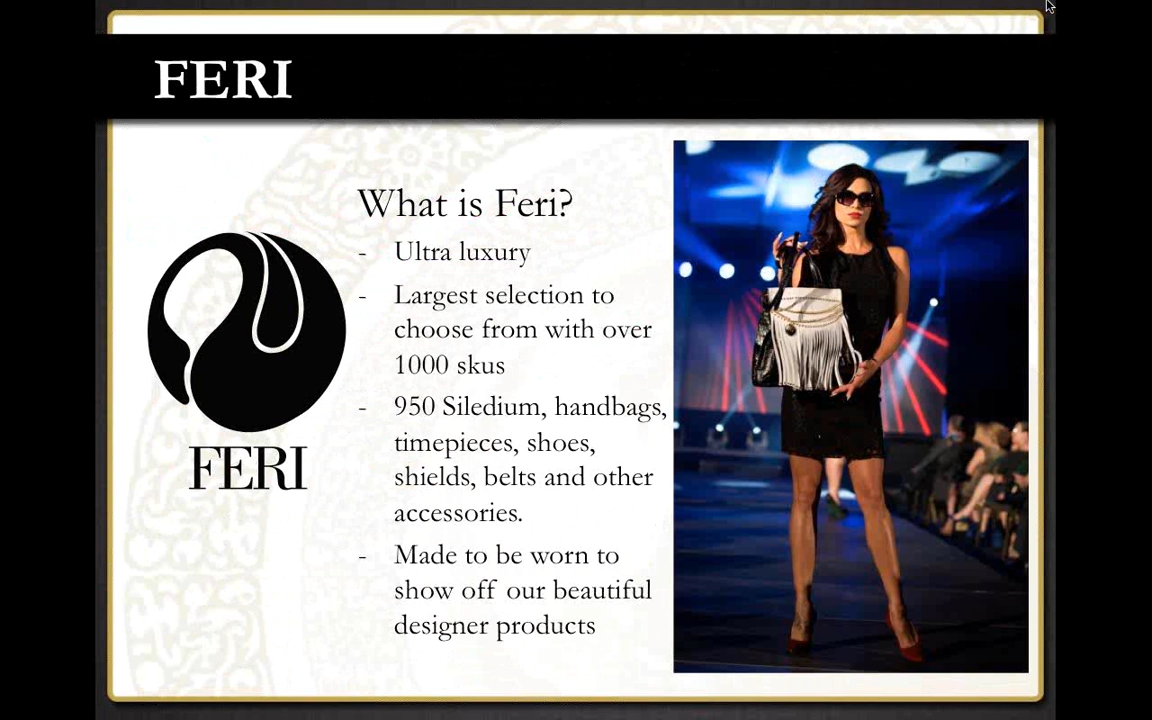 FERI
What is Feri?
- Ultra luxury
- Largest selection to
choose from with over
1000 skus
- 950 Siledium, handbags,
timepieces, shoes,
shields, belts and other
accessories.
- Made to be worn to
show off our beautiful
designer products
FERI